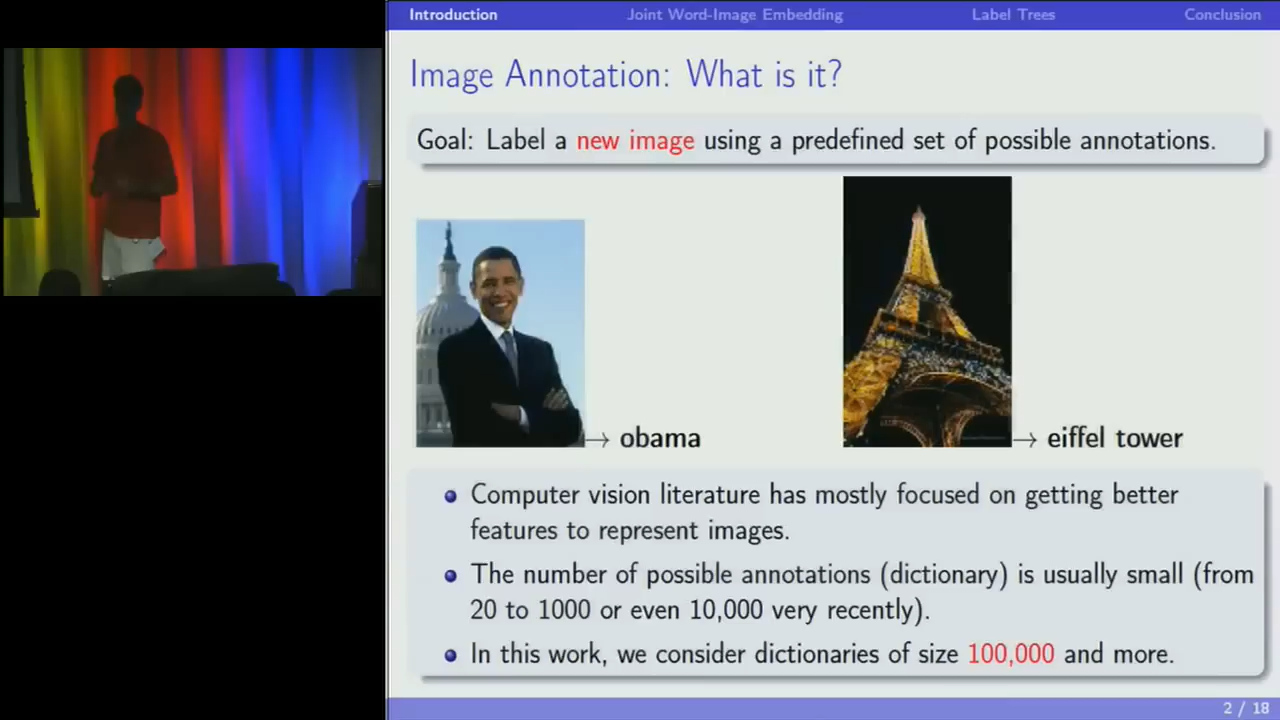 Introduction Joint Word-Image Embedding Label Trees Conclusion
Image Annotation: What is it?
Goal: Label a new image using a predefined set of possible annotations.
→ obama
→ eiffel tower
Computer vision literature has mostly focused on getting better
features to represent images.
The number of possible annotations (dictionary) is usually small (from
20 to 1000 or even 10,000 very recently).
In this work, we consider dictionaries of size 100,000 and more.
2 / 18